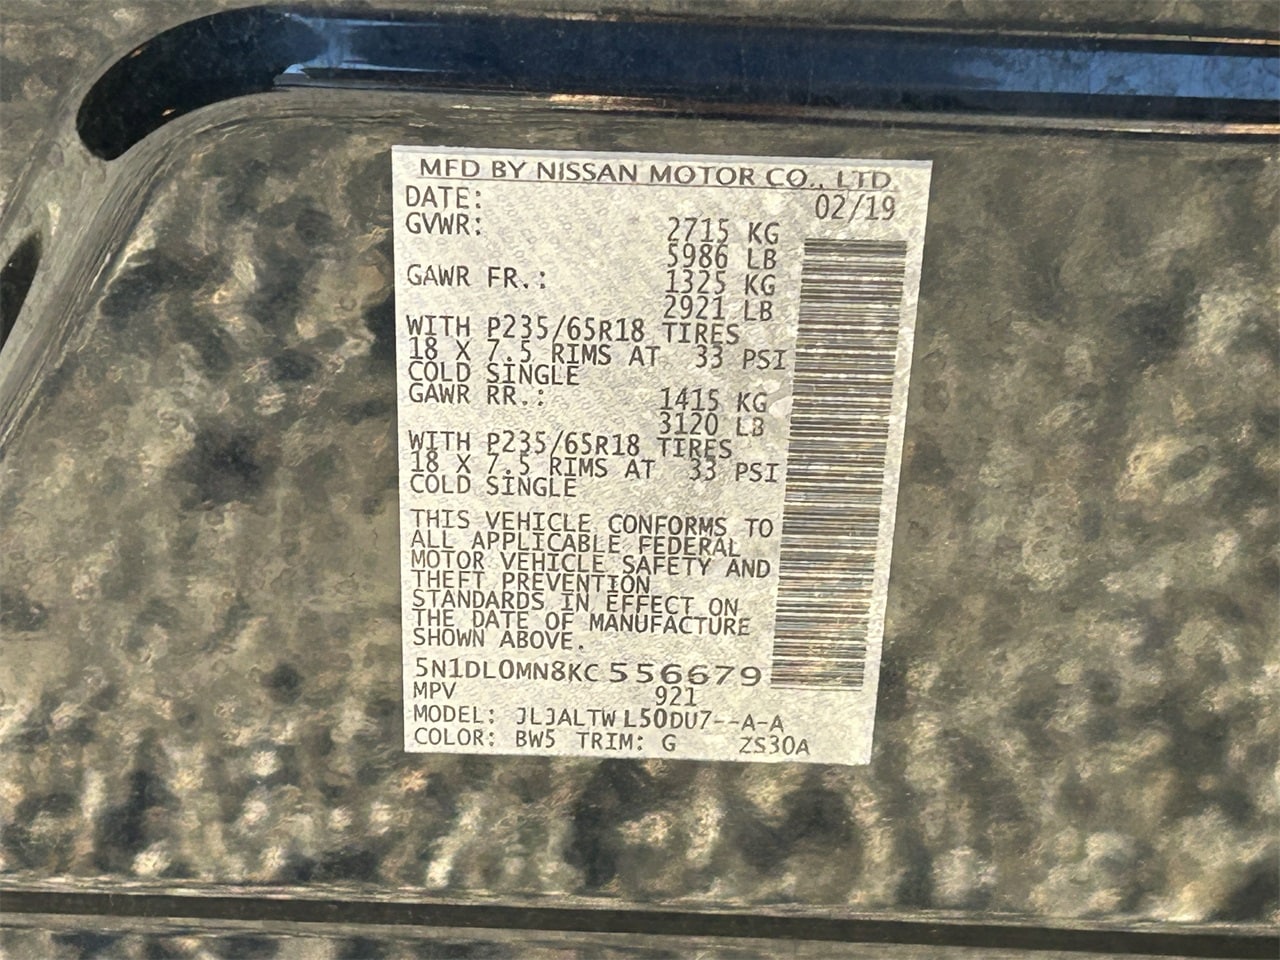 MFD BY NISSAN MOTOR CO., LTD.
DATE: 02/19
GVWR: 2715 KG
5986 LB
GAWR FR.: 1325 KG
2921 LB
WITH P235/65R18 TIRES
18 X 7.5 RIMS AT 33 PSI
COLD SINGLE
GAWR RR.: 1415 KG
3120 LB
WITH P235/65R18 TIRES
18 X 7.5 RIMS AT 33 PSI
COLD SINGLE
THIS VEHICLE CONFORMS TO
ALL APPLICABLE FEDERAL
MOTOR VEHICLE SAFETY AND
THEFT PREVENTION
STANDARDS IN EFFECT ON
THE DATE OF MANUFACTURE
SHOWN ABOVE.
5N1DL0MN8KC556679
MPV 921
MODEL: JLJALTWL50DU7--A-A
COLOR: BW5 TRIM: G ZS30A